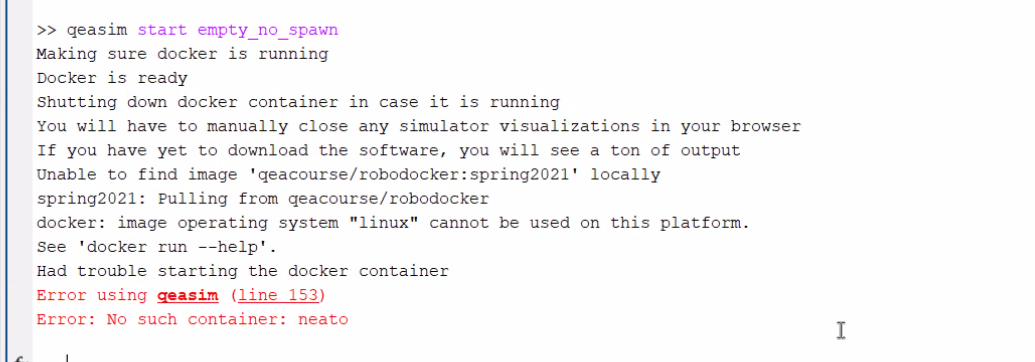 >> qeasim start empty_no_spawn
Making sure docker is running
Docker is ready
Shutting down docker container in case it is running
You will have to manually close any simulator visualizations in your browser
If you have yet to download the software, you will see a ton of output
Unable to find image 'qeacourse/robodocker:spring2021' locally
spring2021: Pulling from qeacourse/robodocker
docker: image operating system "linux" cannot be used on this platform.
See 'docker run --help'.
Had trouble starting the docker container
Error using qeasim (line 153)
Error: No such container: neato